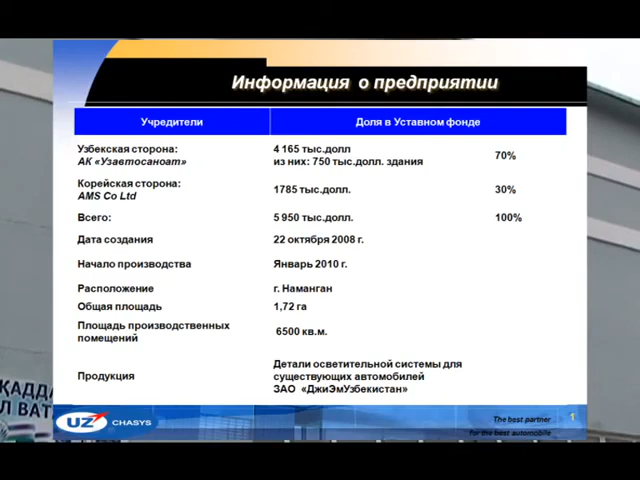 Информация о предприятии
Учредители Доля в Уставном фонде
Узбекская сторона: 4 165 тыс.долл 70%
АК «Узавтосаноат» из них: 750 тыс.долл. здания
Корейская сторона: 1785 тыс.долл. 30%
AMS Co Ltd
Всего: 5 950 тыс.долл. 100%
Дата создания 22 октября 2008 г.
Начало производства Январь 2010 г.
Расположение г. Наманган
Общая площадь 1,72 га
Площадь производственных 6500 кв.м.
помещений
Детали осветительной системы для
Продукция существующих автомобилей
ЗАО «ДжиЭмУзбекистан»
UZ CHASYS
The best partner 1
for the best automobile